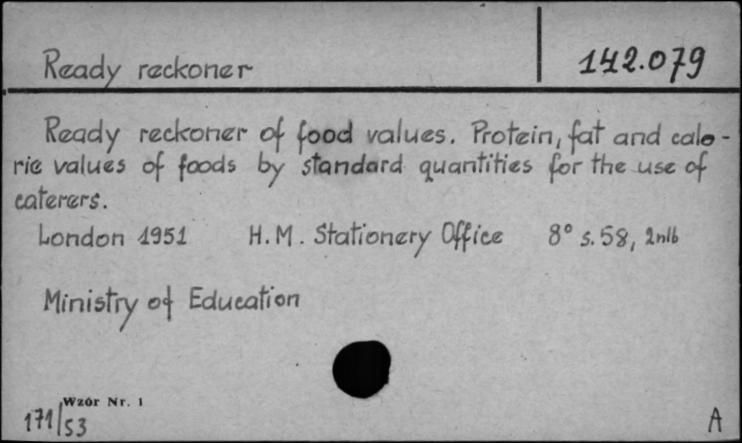 Ready reckoner
142.079
Ready reckoner of food values. Protein, fat and calo-
ric values of foods by standard quantities for the use of
caterers.
London 1951 H.M. Stationery Office 8° s. 58, 2nlb
Ministry of Education
Wzór Nr. 1
171/53
A